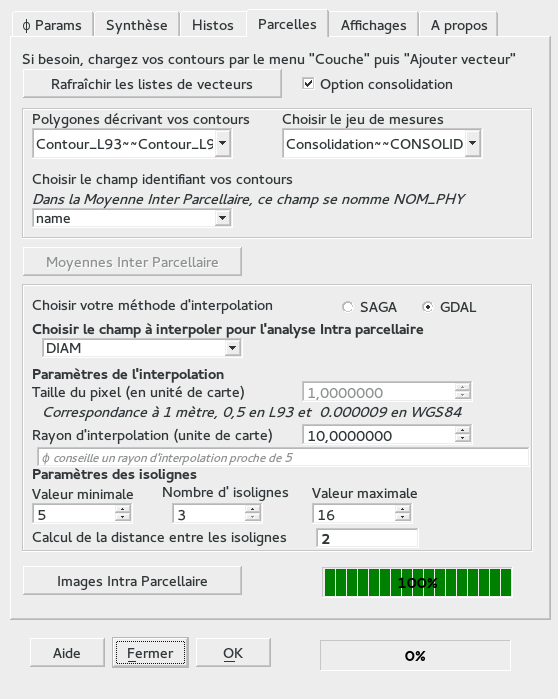 ϕ Params Synthèse Histos Parcelles Affichages A propos
Si besoin, chargez vos contours par le menu "Couche" puis "Ajouter vecteur"
Rafraîchir les listes de vecteurs Option consolidation
Polygones décrivant vos contours Choisir le jeu de mesures
Contour_L93~~Contour_L9 Consolidation~~CONSOLID
Choisir le champ identifiant vos contours
Dans la Moyenne Inter Parcellaire, ce champ se nomme NOM_PHY
name
Moyennes Inter Parcellaire
Choisir votre méthode d'interpolation SAGA GDAL
Choisir le champ à interpoler pour l'analyse Intra parcellaire
DIAM
Paramètres de l'interpolation
Taille du pixel (en unité de carte) 1,0000000
Correspondance à 1 mètre, 0,5 en L93 et 0.000009 en WGS84
Rayon d'interpolation (unite de carte) 10,0000000
ϕ conseille un rayon d'interpolation proche de 5
Paramètres des isolignes
Valeur minimale Nombre d' isolignes Valeur maximale
5 3 16
Calcul de la distance entre les isolignes 2
Images Intra Parcellaire 100%
Aide Fermer OK 0%